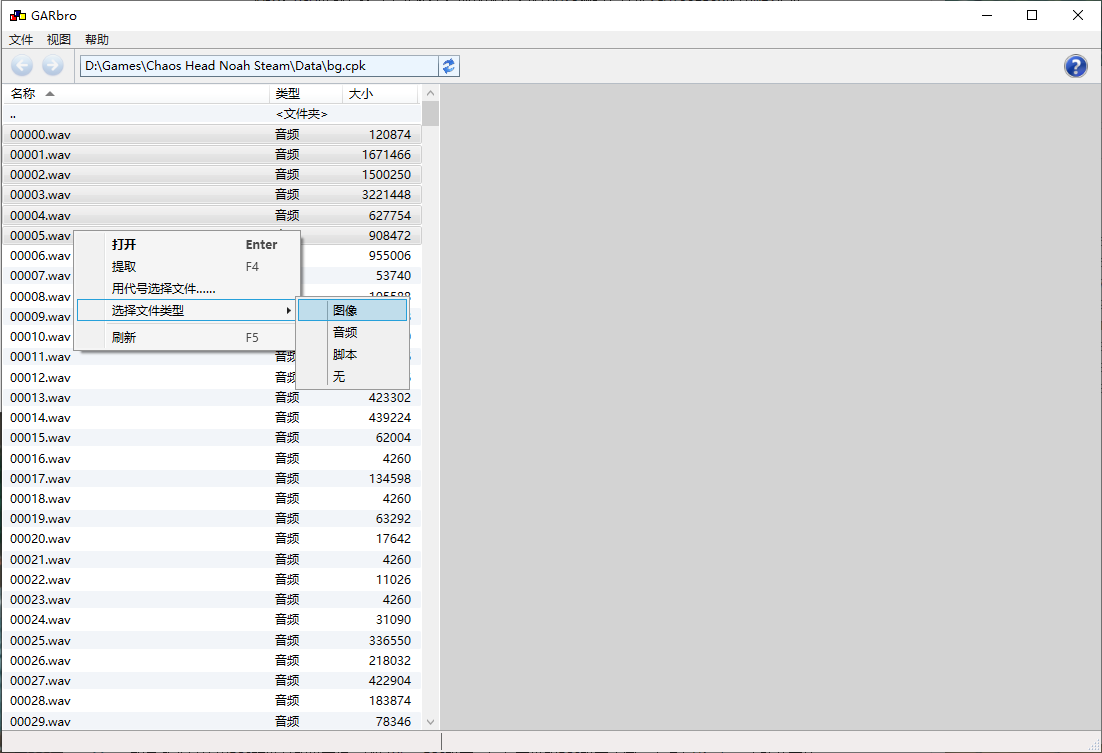 GARbro
文件 视图 帮助
D:\Games\Chaos Head Noah Steam\Data\bg.cpk
名称 类型 大小
.. <文件夹>
00000.wav 音频 120874
00001.wav 音频 1671466
00002.wav 音频 1500250
00003.wav 音频 3221448
00004.wav 音频 627754
00005.wav 908472
00006.wav 955006
00007.wav 53740
00008.wav
00009.wav
00010.wav
00011.wav 音频
00012.wav 音频
00013.wav 音频 423302
00014.wav 音频 439224
00015.wav 音频 62004
00016.wav 音频 4260
00017.wav 音频 134598
00018.wav 音频 4260
00019.wav 音频 63292
00020.wav 音频 17642
00021.wav 音频 4260
00022.wav 音频 11026
00023.wav 音频 4260
00024.wav 音频 31090
00025.wav 音频 336550
00026.wav 音频 218032
00027.wav 音频 422904
00028.wav 音频 183874
00029.wav 音频 78346
打开 Enter
提取 F4
用代号选择文件......
选择文件类型
刷新 F5
图像
音频
脚本
无